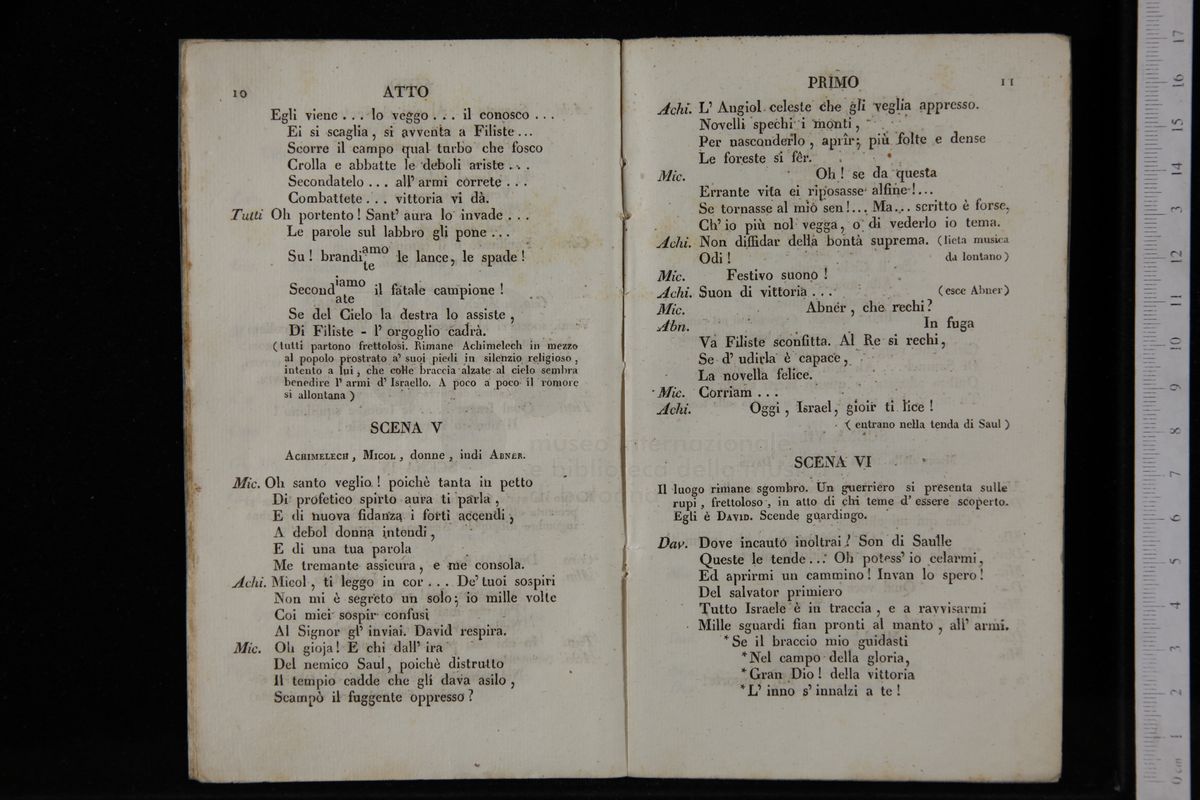 10 ATTO
Egli viene . . . lo veggo . . . il conosco . . .
Ei si scaglia , si avventa a Filiste ...
Scorre il campo qual turbo che fosco
Crolla e abbatte le deboli ariste . . .
Secondatelo . . . all' armi correte . . .
Combattete . . . vittoria vi dà.
Tutti Oh portento ! Sant' aura lo invade . . .
Le parole sul labbro gli pone . . .
Su ! brandiamo le lance, le spade !
te
Secondiamo il fatale campione !
ate
Se del Cielo la destra lo assiste ,
Di Filiste - l' orgoglio cadrà.
( tutti partono frettolosi. Rimane Achimelech in mezzo
al popolo prostrato a' suoi piedi in silenzio religioso ,
intento a lui , che colle braccia alzate al cielo sembra
benedire l' armi d' Israello. A poco a poco il romore
si allontana )
SCENA V
ACHIMELECH , MICOL , donne , indi ABNER.
Mic. Oh santo veglio ! poichè tanta in petto
Di profetico spirto aura ti parla ,
E di nuova fidanza i forti accendi ,
A debol donna intendi ,
E di una tua parola
Me tremante assicura , e me consola.
Achi. Micol , ti leggo in cor . . . De' tuoi sospiri
Non mi è segreto un solo ; io mille volte
Coi miei sospir confusi
Al Signor gl' inviai. David respira.
Mic. Oh gioja ! E chi dall' ira
Del nemico Saul, poichè distrutto
Il tempio cadde che gli dava asilo ,
Scampò il fuggente oppresso ?
PRIMO 11
Achi. L' Angiol celeste che gli veglia appresso.
Novelli spechi i monti ,
Per nasconderlo , aprîr ; più folte e dense
Le foreste si fêr.
Mic. Oh ! se da questa
Errante vita ei riposasse alfine ! . . .
Se tornasse al mio sen ! . . . Ma . . . scritto è forse,
Ch' io più nol vegga, o di vederlo io tema.
Achi. Non diffidar della bontà suprema. ( lieta musica
Odi ! da lontano )
Mic. Festivo suono !
Achi. Suon di vittoria . . . ( esce Abner )
Mic. Abnér , che rechi ?
Abn. In fuga
Va Filiste sconfitta. Al Re si rechi,
Se d' udirla è capace,
La novella felice.
Mic. Corriam . . .
Achi. Oggi , Israel, gioir ti lice !
( entrano nella tenda di Saul )
SCENA VI
Il luogo rimane sgombro. Un guerriero si presenta sulle
rupi , frettoloso , in atto di chi teme d' essere scoperto.
Egli è DAVID. Scende guardingo.
Dav. Dove incauto inoltrai ? Son di Saulle
Queste le tende . . . Oh potess' io celarmi,
Ed aprirmi un cammino ! Invan lo spero !
Del salvator primiero
Tutto Israele è in traccia , e a ravvisarmi
Mille sguardi fian pronti al manto , all' armi.
* Se il braccio mio guidasti
* Nel campo della gloria,
* Gran Dio ! della vittoria
* L' inno s' innalzi a te !
museo internazionale
e biblioteca della musica